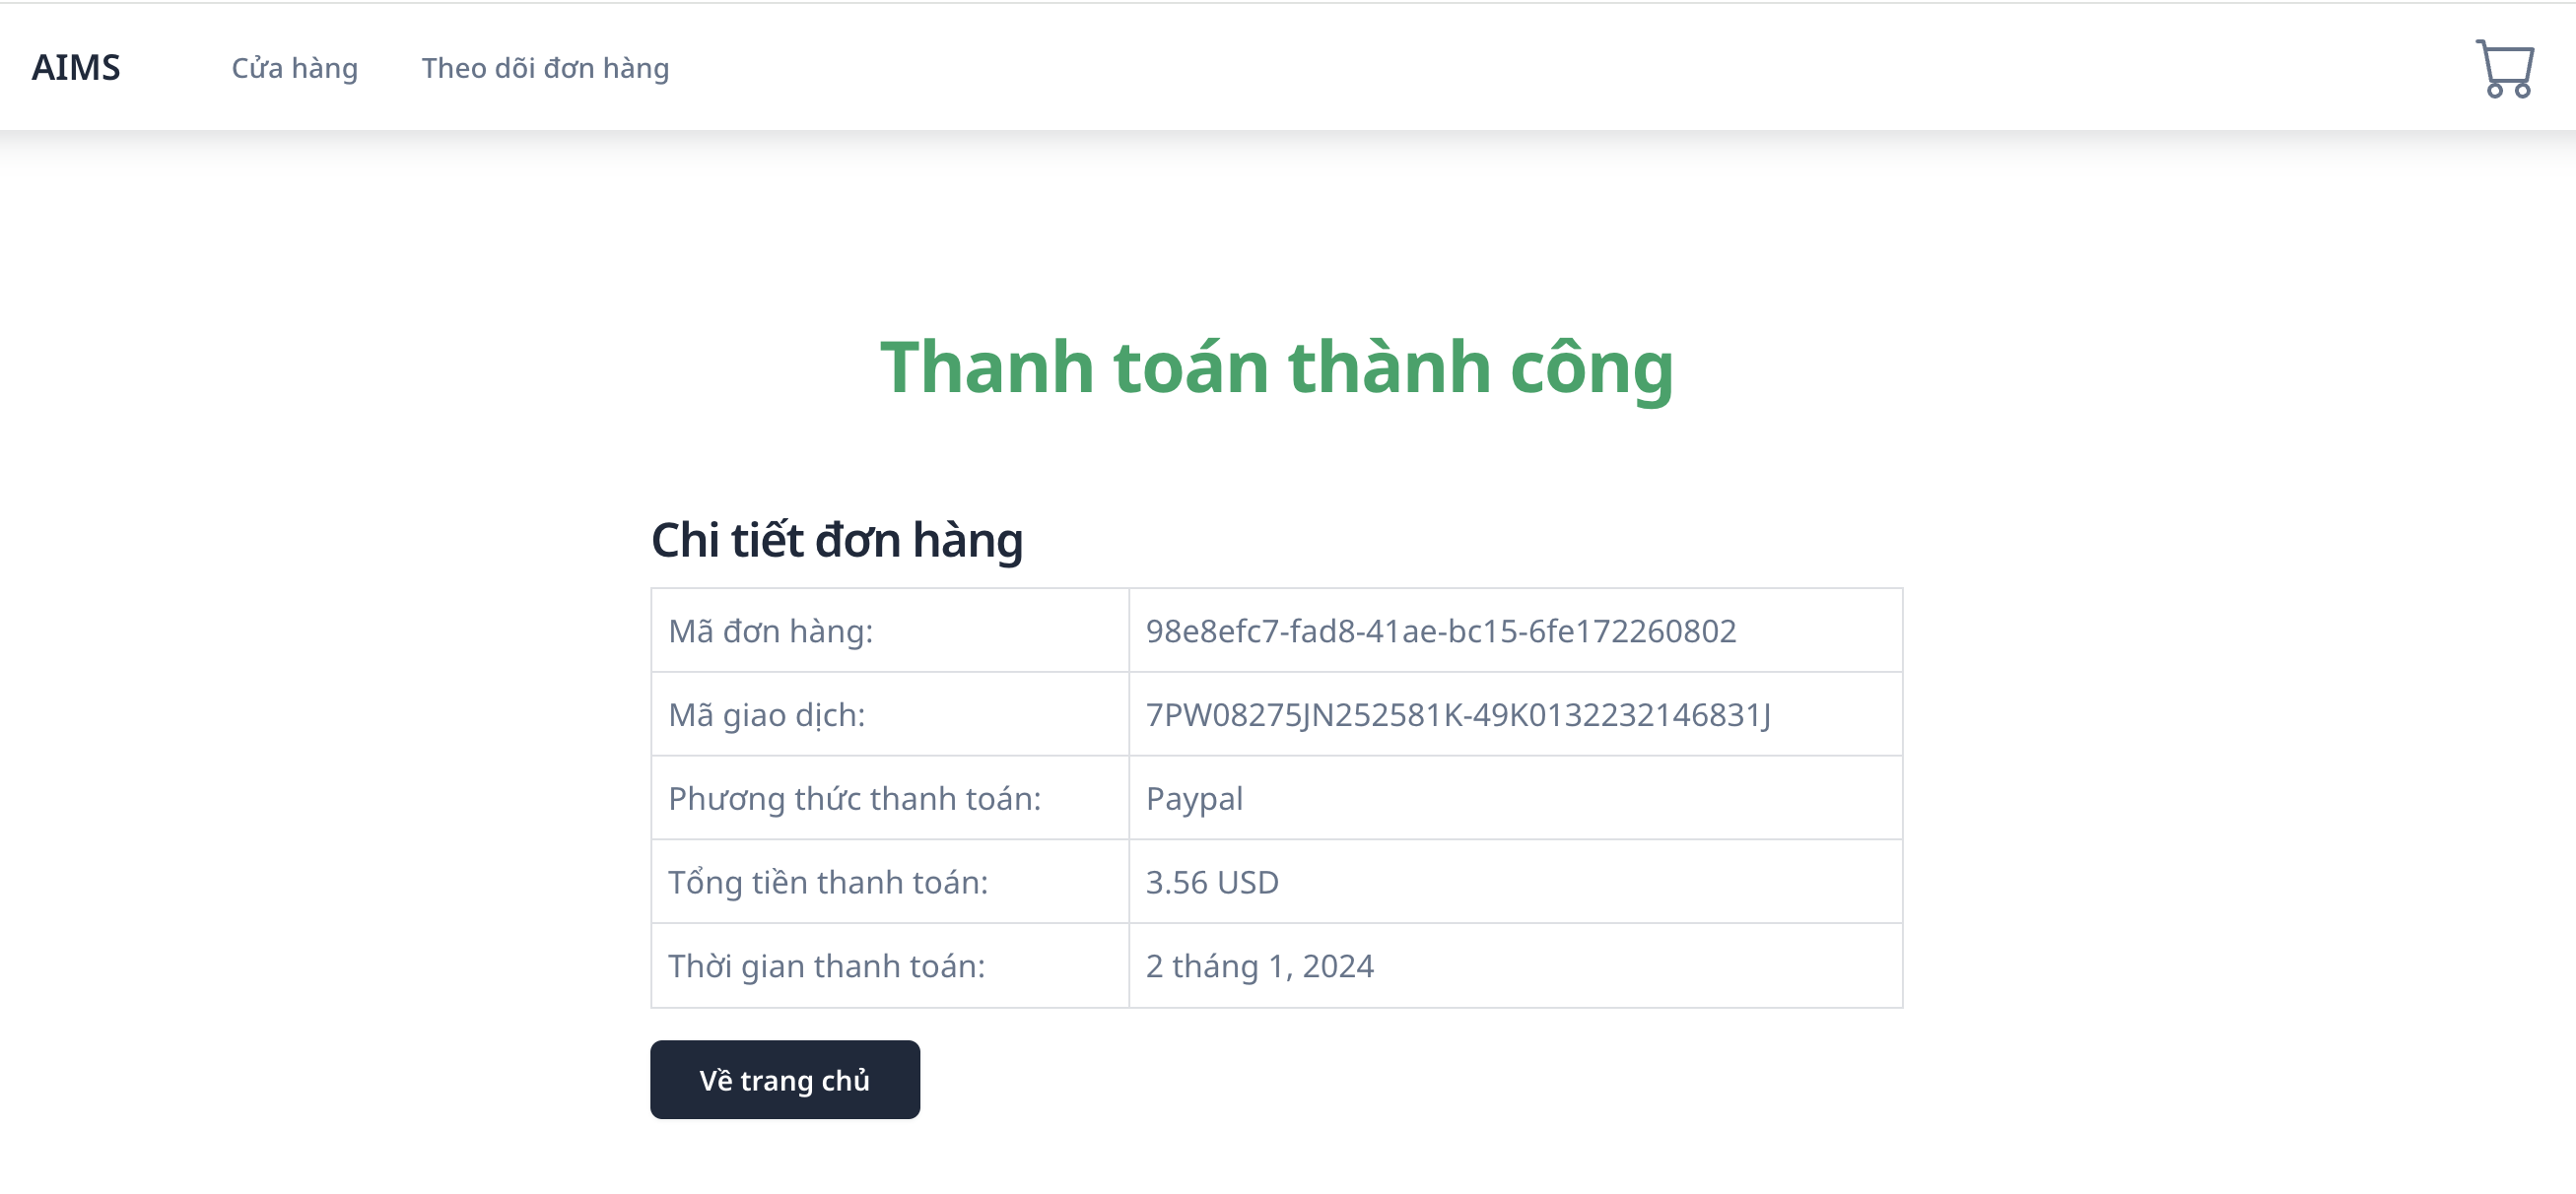 AIMS Cửa hàng Theo dõi đơn hàng
Thanh toán thành công
Chi tiết đơn hàng
Mã đơn hàng: 98e8efc7-fad8-41ae-bc15-6fe172260802
Mã giao dịch: 7PW08275JN252581K-49K0132232146831J
Phương thức thanh toán: Paypal
Tổng tiền thanh toán: 3.56 USD
Thời gian thanh toán: 2 tháng 1, 2024
Về trang chủ